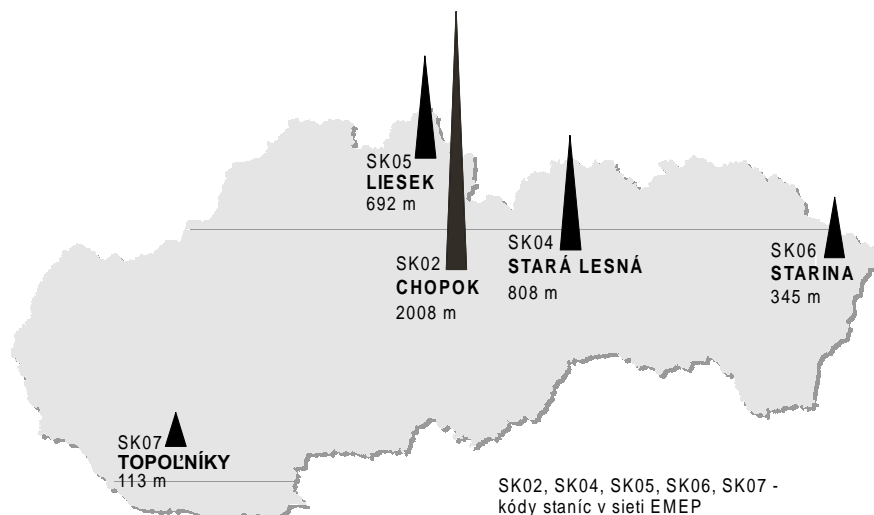 SK05
LIESEK
692 m
SK02
CHOPOK
2008 m
SK04
STARÁ LESNÁ
808 m
SK06
STARINA
345 m
SK07
TOPOĽNÍKY
113 m
SK02, SK04, SK05, SK06, SK07 -
kódy staníc v sieti EMEP